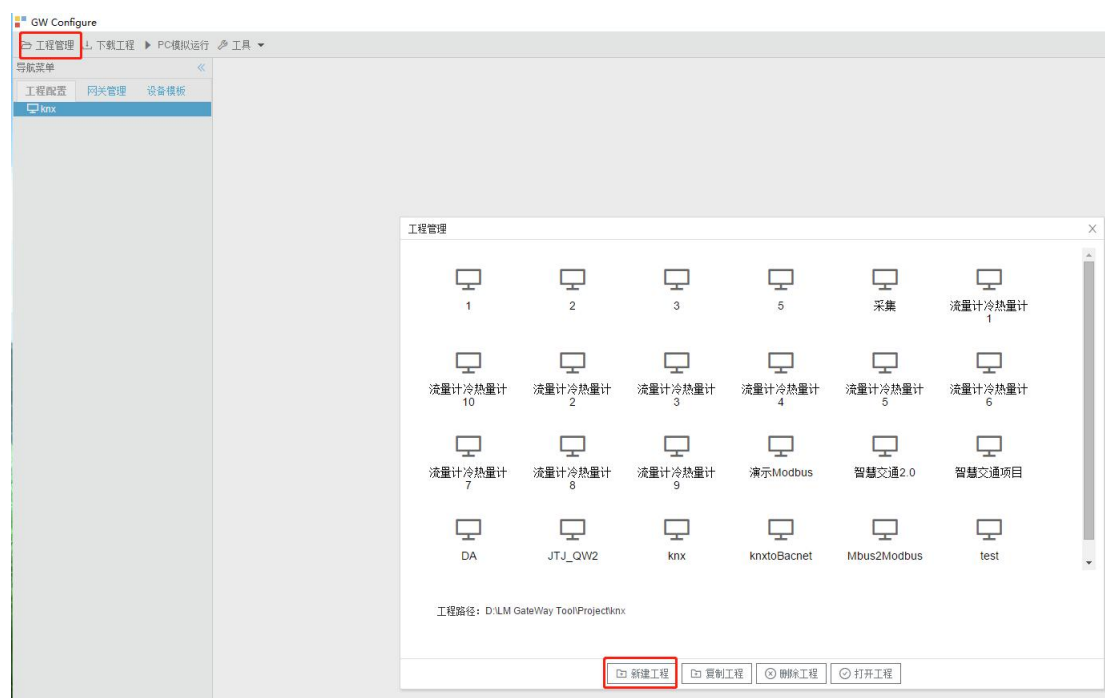 GW Configure
工程管理 下载工程 PC模拟运行 工具
导航菜单
工程配置 网关管理 设备模板
knx
工程管理
1 2 3 5 采集 流量计冷热量计
1
流量计冷热量计 流量计冷热量计 流量计冷热量计 流量计冷热量计 流量计冷热量计 流量计冷热量计
10 2 3 4 5 6
流量计冷热量计 流量计冷热量计 流量计冷热量计 演示Modbus 智慧交通2.0 智慧交通项目
7 8 9
DA JTJ_QW2 knx knxtoBacnet Mbus2Modbus test
工程路径：D:\LM GateWay Tool\Project\knx
新建工程 复制工程 删除工程 打开工程